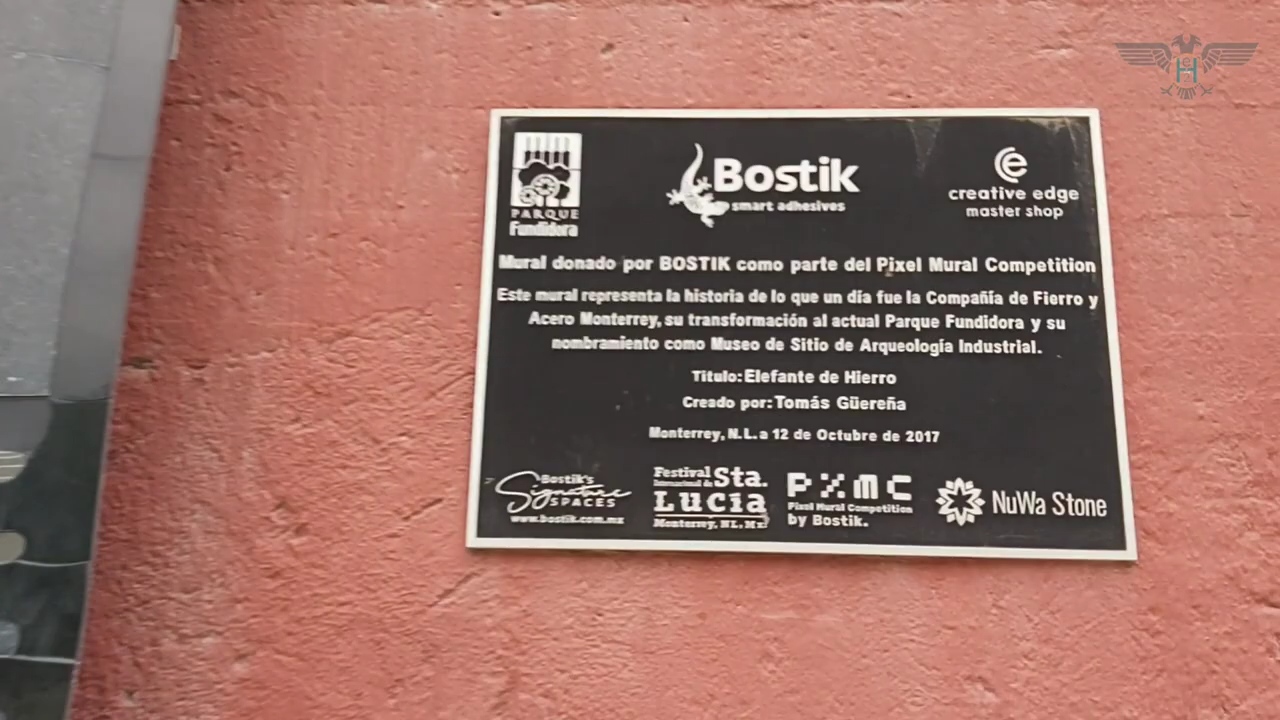 PARQUE
Fundidora
Bostik
smart adhesives
creative edge
master shop
Mural donado por BOSTIK como parte del Pixel Mural Competition
Este mural representa la historia de lo que un día fue la Compañía de Fierro y
Acero Monterrey, su transformación al actual Parque Fundidora y su
nombramiento como Museo de Sitio de Arqueología Industrial.
Titulo: Elefante de Hierro
Creado por: Tomás Güereña
Monterrey, N.L. a 12 de Octubre de 2017
Bostik's
Signature
SPACES
www.bostik.com.mx
Festival
Internacional de Sta.
Lucía
Monterrey, NL, Mx.
PXMC
Pixel Mural Competition
by Bostik.
NuWa Stone